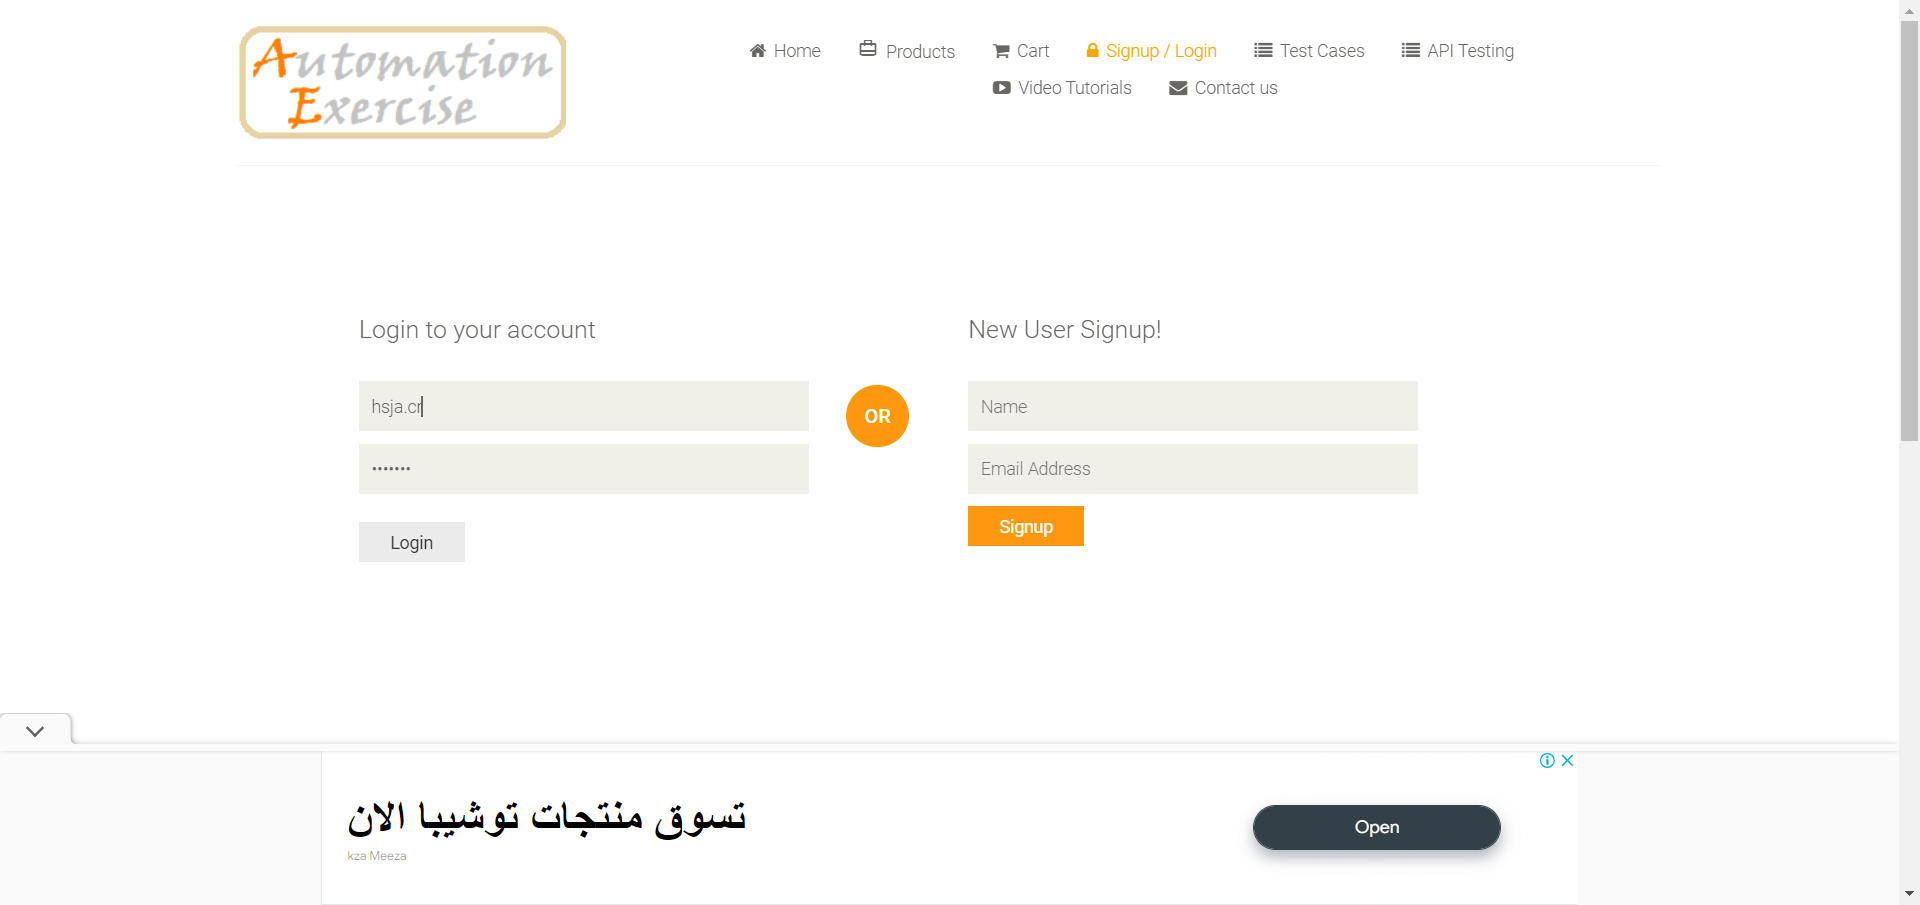 Automation
Exercise
Home
Products
Cart
Signup / Login
Test Cases
API Testing
Video Tutorials
Contact us
Login to your account
New User Signup!
hsja.cr
OR
Name
•••••••
Email Address
Login
Signup
تسوق منتجات توشيبا الان
kza Meeza
Open